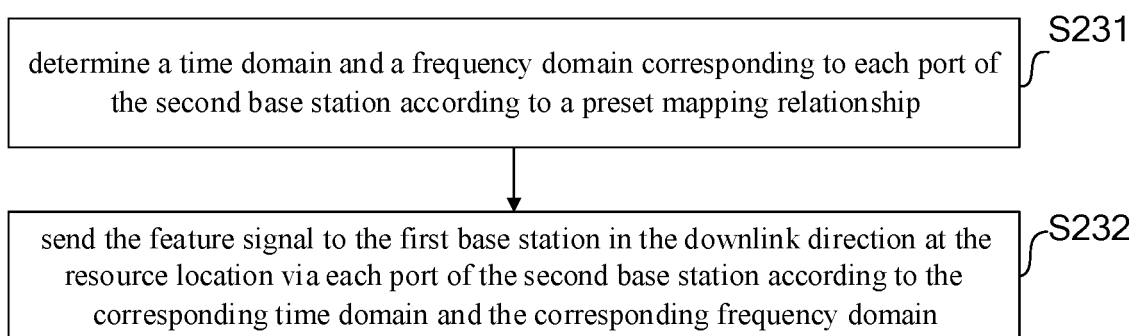 S231
determine a time domain and a frequency domain corresponding to each port of
the second base station according to a preset mapping relationship
S232
send the feature signal to the first base station in the downlink direction at the
resource location via each port of the second base station according to the
corresponding time domain and the corresponding frequency domain